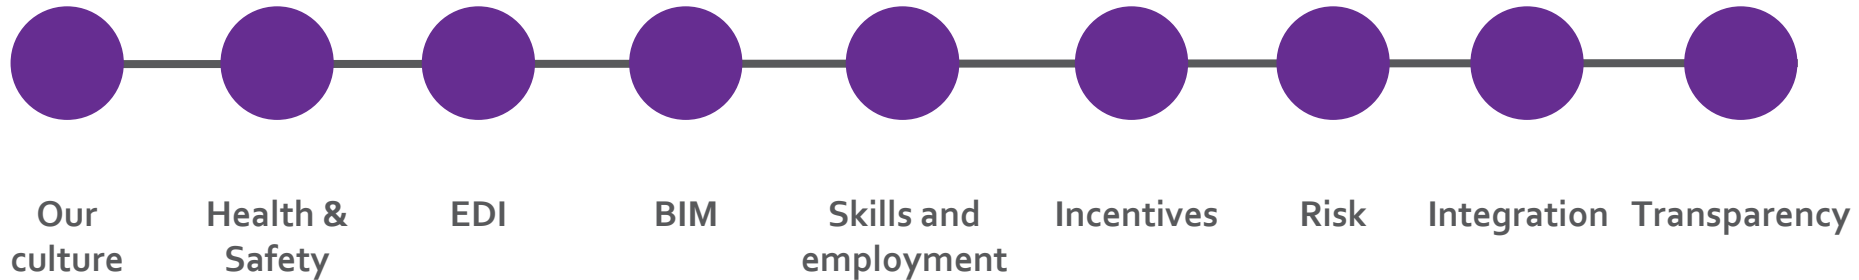 Our
culture
Health &
Safety
EDI
BIM
Skills and
employment
Incentives
Risk
Integration
Transparency